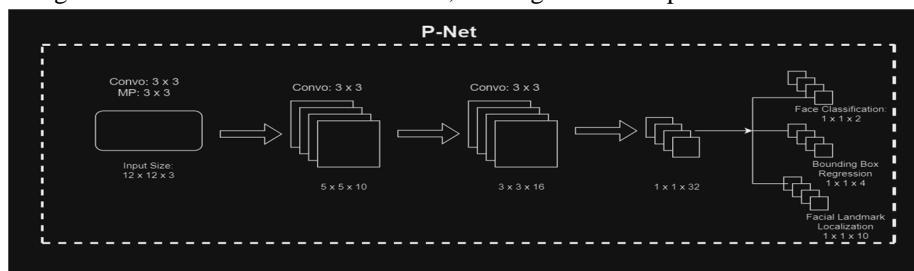 P-Net
Convo: 3 x 3
MP: 3 x 3
Input Size:
12 x 12 x 3
Convo: 3 x 3
5 x 5 x 10
Convo: 3 x 3
3 x 3 x 16
1 x 1 x 32
Face Classification:
1 x 1 x 2
Bounding Box
Regression
1 x 1 x 4
Facial Landmark
Localization
1 x 1 x 10